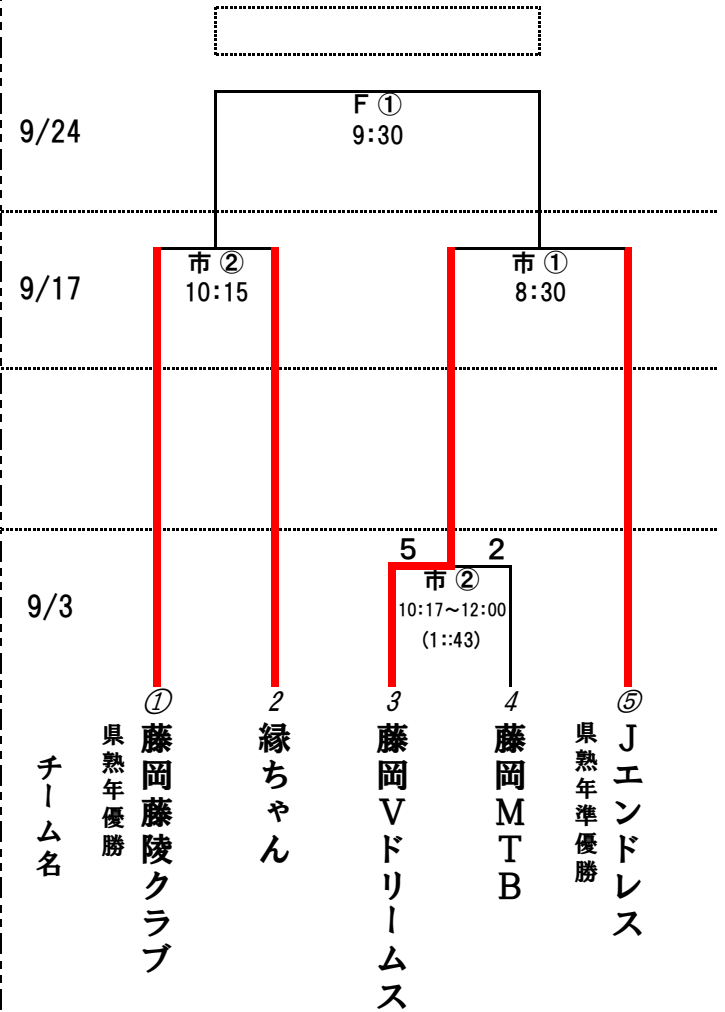 9/24
F ①
9:30
9/17
市 ②
10:15
市 ①
8:30
9/3
5
2
市 ②
10:17~12:00
(1::43)
チーム名
①
藤岡藤陵クラブ
県熟年優勝
2
縁ちゃん
3
藤岡Vドリームス
4
藤岡MTB
⑤
Jエンドレス
県熟年準優勝